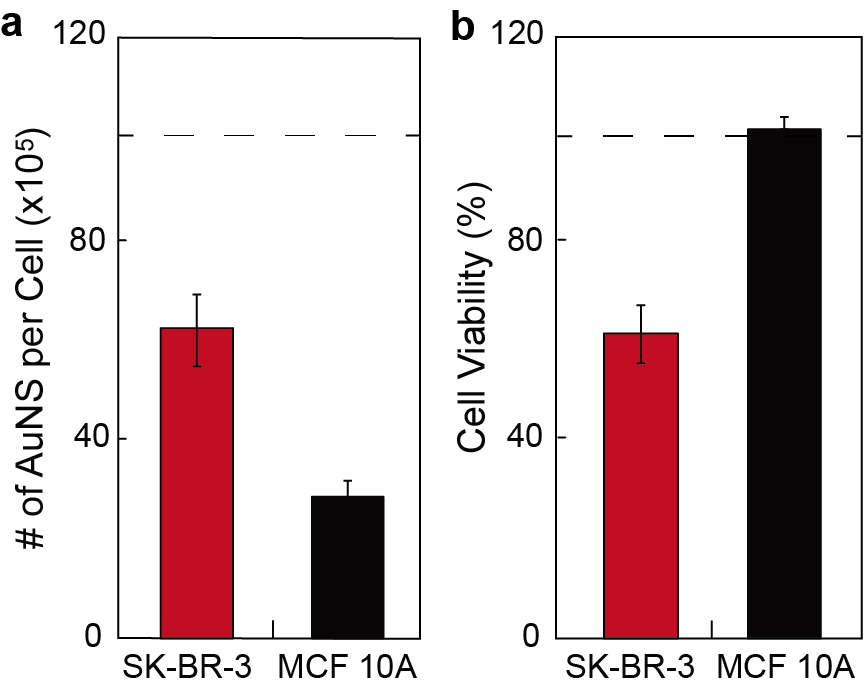 a
120
80
40
0
# of AuNS per Cell (x10⁵)
SK-BR-3 MCF 10A
b
120
80
40
0
Cell Viability (%)
SK-BR-3 MCF 10A